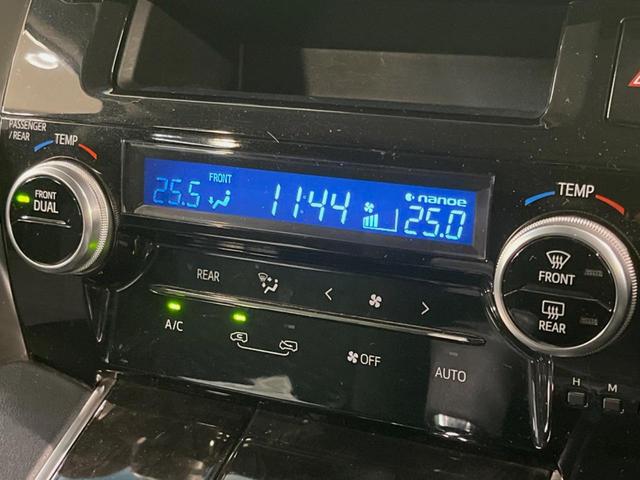 PASSENGER
/REAR
TEMP
FRONT
DUAL
FRONT
25.5
11:44
nanoe
25.0
TEMP
FRONT
REAR
REAR
A/C
OFF
AUTO
H
M